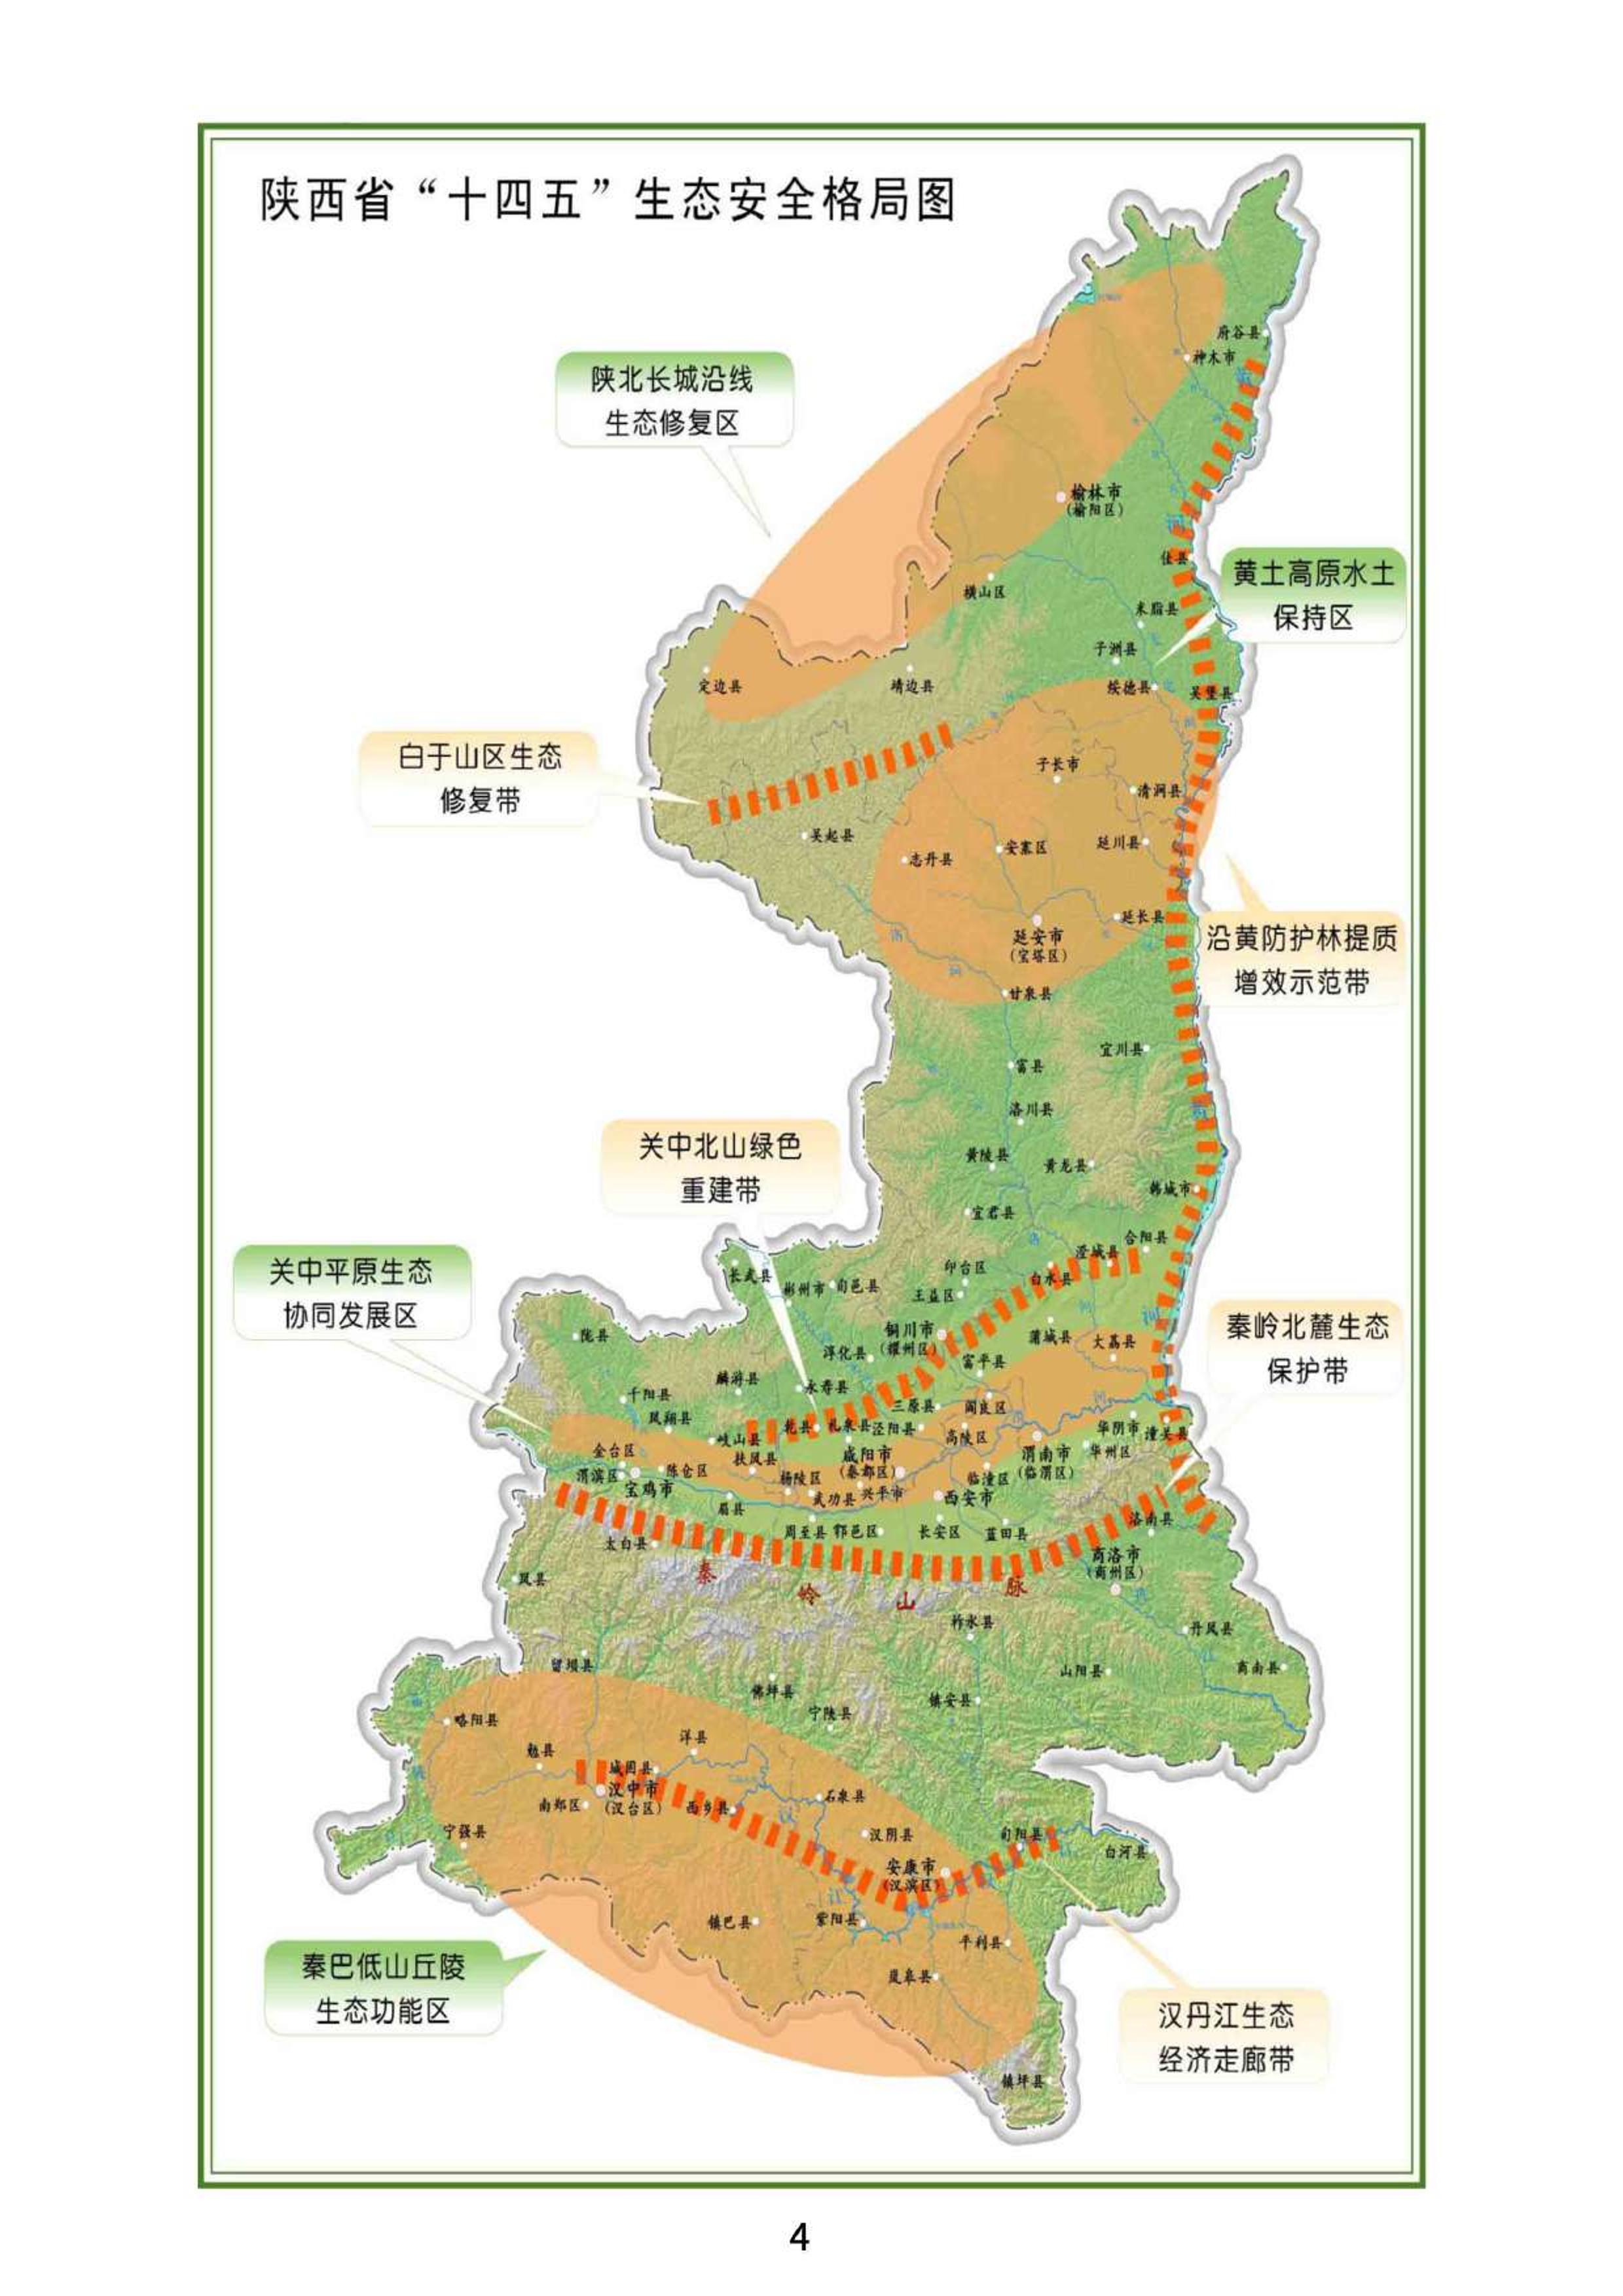 陕西省“十四五”生态安全格局图
府谷县
神木市
陕北长城沿线
生态修复区
榆林市
(榆阳区)
河
佳县
黄土高原水土
保持区
横山区
米脂县
子洲县
定边县
靖边县
绥德县
吴堡县
白于山区生态
修复带
子长市
清涧县
吴起县
志丹县
安塞区
延川县
延长县
洛
延安市
(宝塔区)
沿黄防护林提质
增效示范带
河
甘泉县
宜川县
富县
洛川县
关中北山绿色
重建带
黄陵县
黄龙县
韩城市
宜君县
洛
合阳县
澄城县
关中平原生态
协同发展区
长武县
彬州市
旬邑县
印台区
白水县
王益区
河
河
秦岭北麓生态
保护带
陇县
铜川市
(耀州区)
蒲城县
大荔县
淳化县
富平县
麟游县
永寿县
千阳县
三原县
阎良区
河
凤翔县
乾县
礼泉县
泾阳县
高陵区
华阴市
潼关县
岐山县
金台区
扶风县
咸阳市
(秦都区)
渭南市
(临渭区)
华州区
渭滨区
陈仓区
杨陵区
临潼区
宝鸡市
武功县
兴平市
西安市
眉县
周至县
鄠邑区
长安区
蓝田县
洛南县
太白县
商洛市
(商州区)
凤县
秦
岭
山
脉
柞水县
丹凤县
留坝县
山阳县
商南县
佛坪县
宁陕县
镇安县
略阳县
洋县
勉县
城固县
汉中市
(汉台区)
南郑区
西乡县
石泉县
汉
宁强县
汉阴县
旬阳县
白河县
安康市
(汉滨区)
江
镇巴县
紫阳县
平利县
秦巴低山丘陵
生态功能区
岚皋县
汉丹江生态
经济走廊带
镇坪县
4